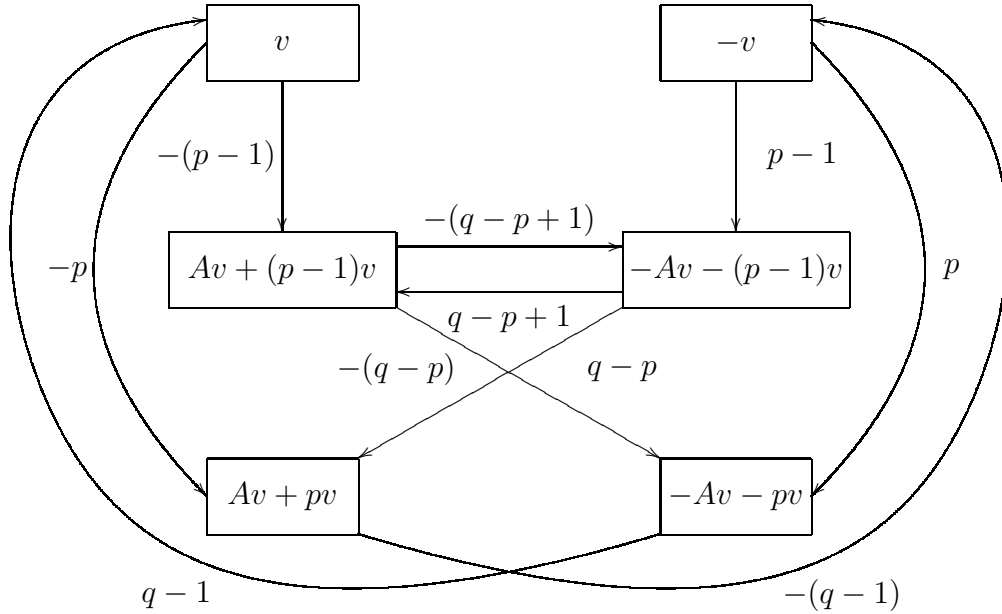 v
−v
−(p − 1)
p − 1
−(q − p + 1)
−p
Av + (p − 1)v
−Av − (p − 1)v
p
q − p + 1
−(q − p)
q − p
Av + pv
−Av − pv
q − 1
−(q − 1)